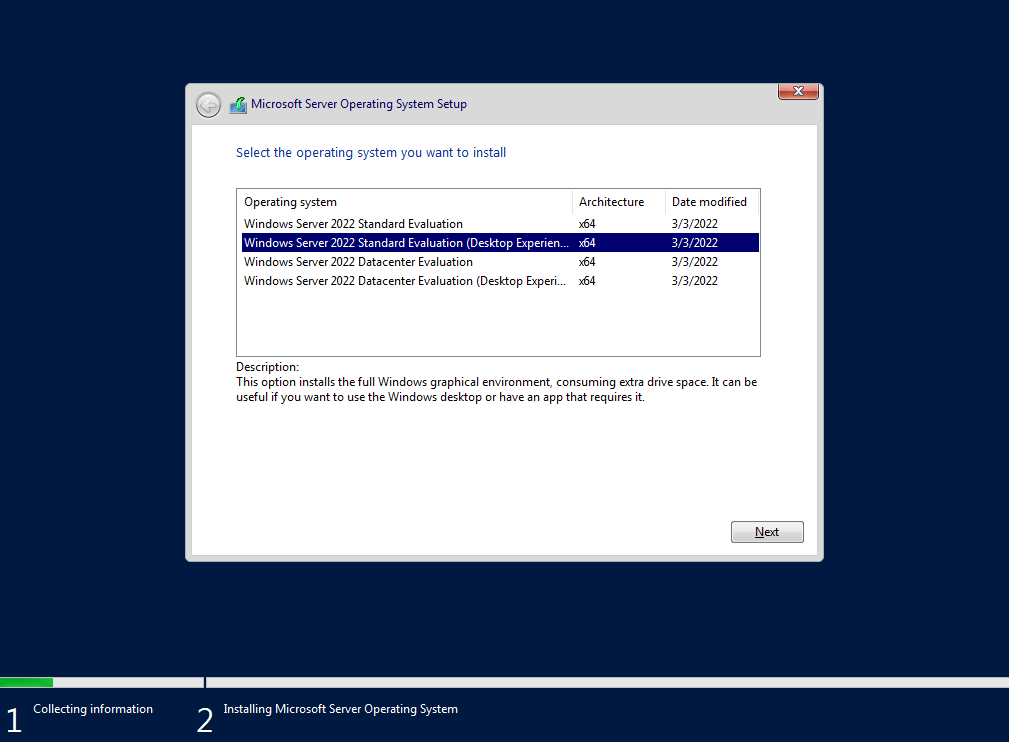 Microsoft Server Operating System Setup
Select the operating system you want to install
Operating system Architecture Date modified
Windows Server 2022 Standard Evaluation x64 3/3/2022
Windows Server 2022 Standard Evaluation (Desktop Experien... x64 3/3/2022
Windows Server 2022 Datacenter Evaluation x64 3/3/2022
Windows Server 2022 Datacenter Evaluation (Desktop Experi... x64 3/3/2022
Description:
This option installs the full Windows graphical environment, consuming extra drive space. It can be
useful if you want to use the Windows desktop or have an app that requires it.
Next
1 Collecting information 2 Installing Microsoft Server Operating System